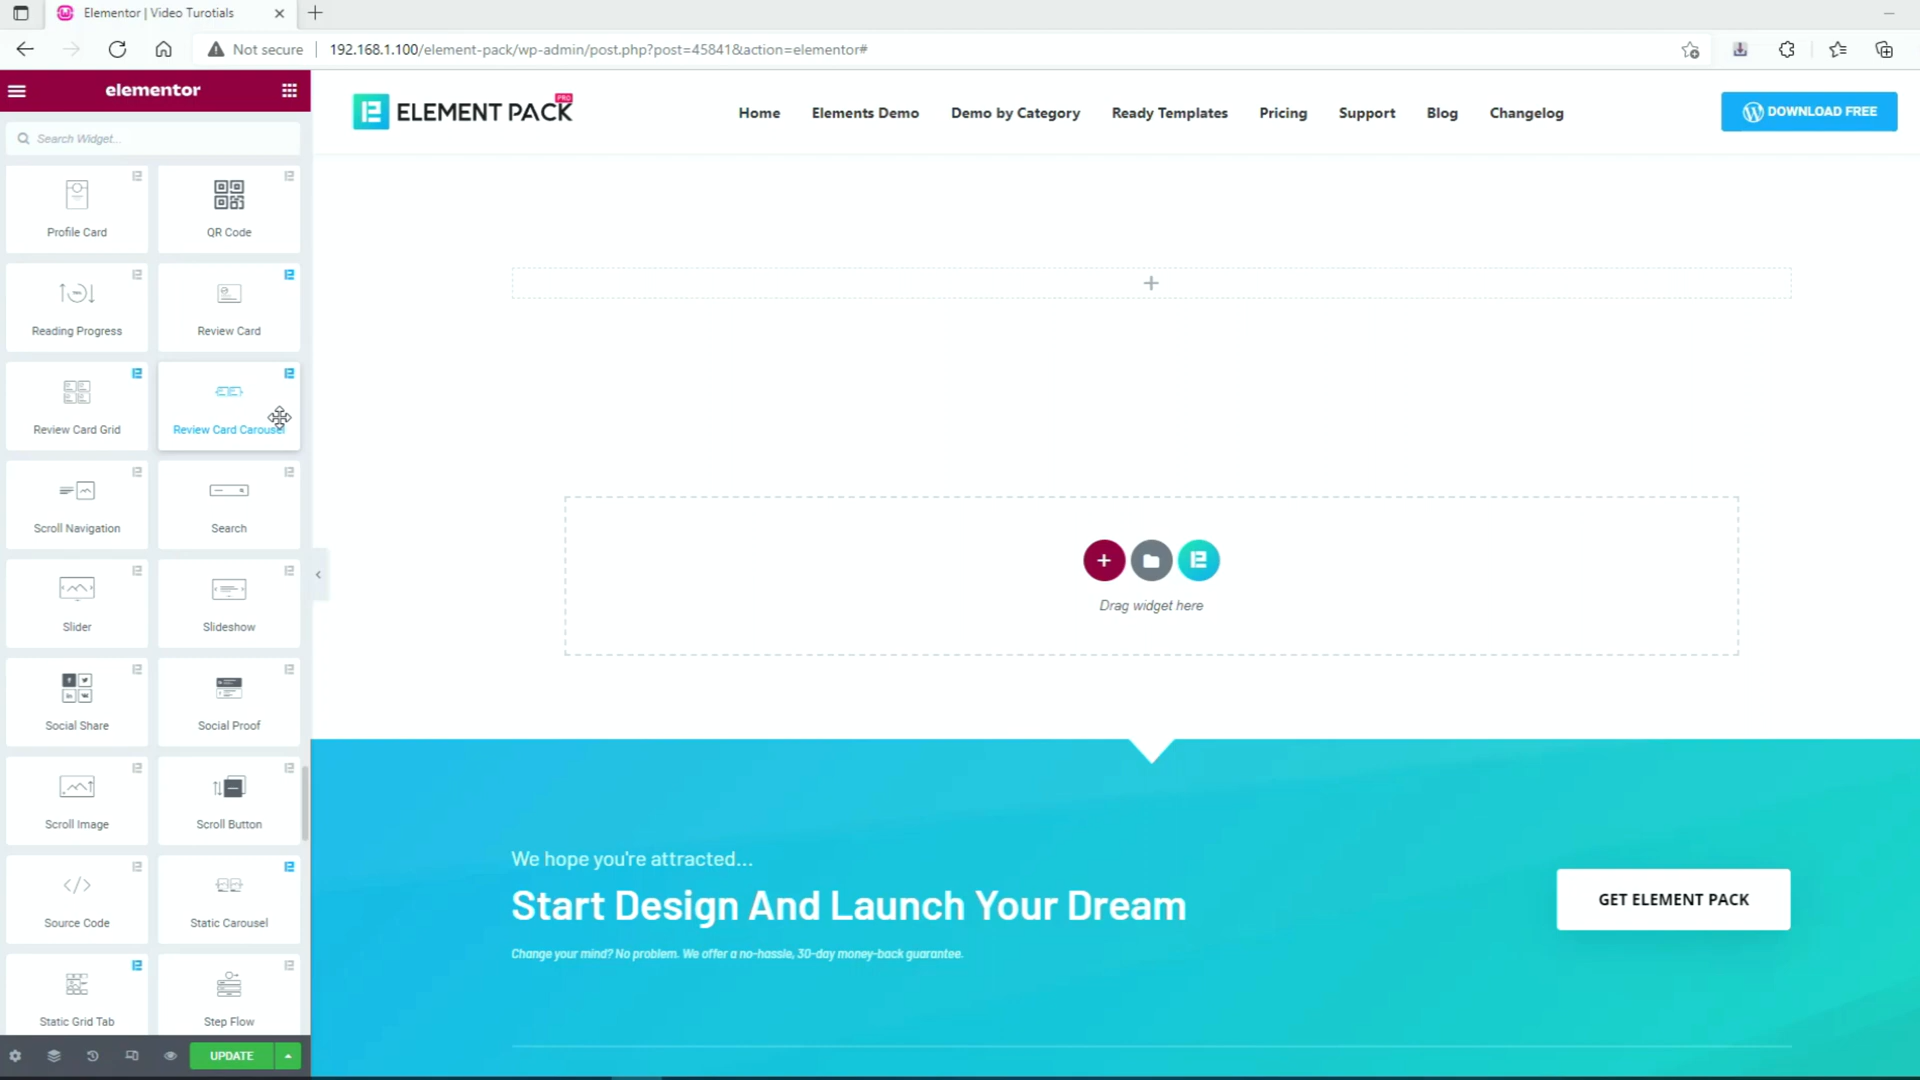 Elementor | Video Turotials
Not secure
192.168.1.100/element-pack/wp-admin/post.php?post=45841&action=elementor#
elementor
Search Widget...
Profile Card
QR Code
Reading Progress
Review Card
Review Card Grid
Review Card Carousel
Scroll Navigation
Search
Slider
Slideshow
Social Share
Social Proof
Scroll Image
Scroll Button
Source Code
Static Carousel
Static Grid Tab
Step Flow
UPDATE
ELEMENT PACK
PRO
Home
Elements Demo
Demo by Category
Ready Templates
Pricing
Support
Blog
Changelog
DOWNLOAD FREE
Drag widget here
We hope you're attracted...
Start Design And Launch Your Dream
Change your mind? No problem. We offer a no-hassle, 30-day money-back guarantee.
GET ELEMENT PACK